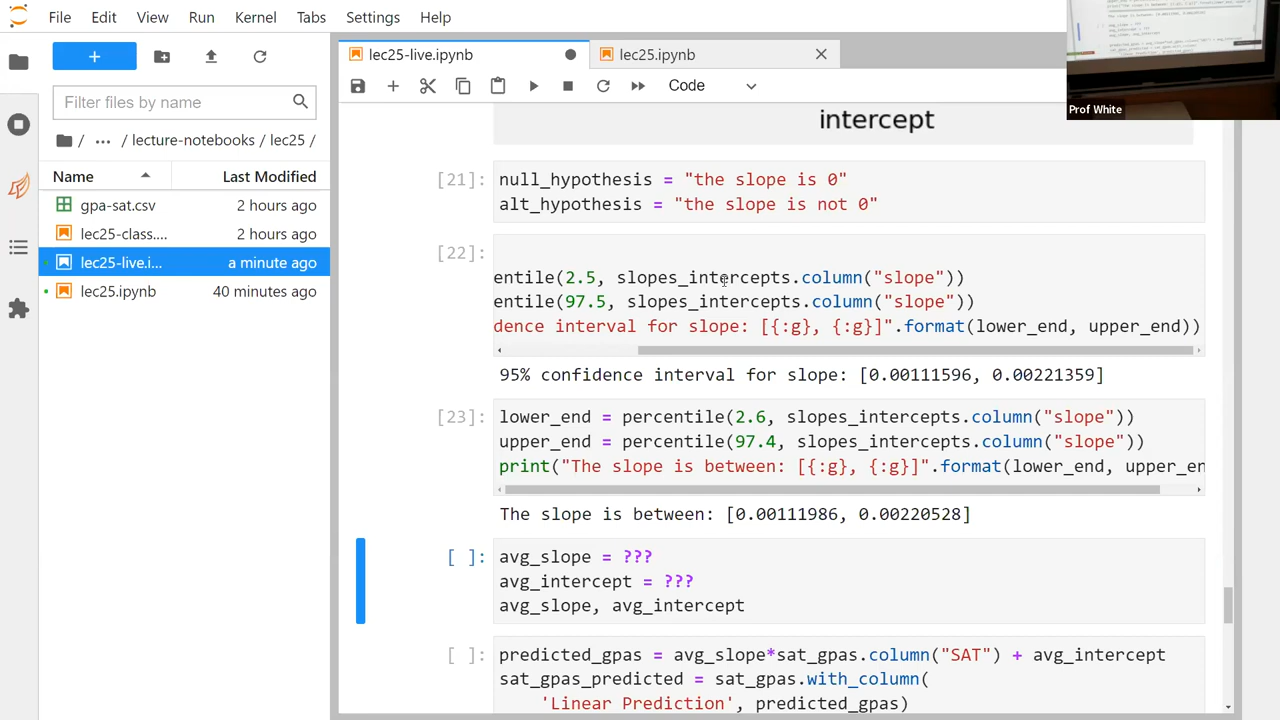 File Edit View Run Kernel Tabs Settings Help
Prof White
+
Filter files by name
/ ... / lecture-notebooks / lec25 /
Name Last Modified
gpa-sat.csv 2 hours ago
lec25-class.... 2 hours ago
lec25-live.i... a minute ago
lec25.ipynb 40 minutes ago
lec25-live.ipynb lec25.ipynb
Code
intercept
[21]: null_hypothesis = "the slope is 0"
alt_hypothesis = "the slope is not 0"
[22]:
entile(2.5, slopes_intercepts.column("slope"))
entile(97.5, slopes_intercepts.column("slope"))
dence interval for slope: [{:g}, {:g}]".format(lower_end, upper_end))
95% confidence interval for slope: [0.00111596, 0.00221359]
[23]: lower_end = percentile(2.6, slopes_intercepts.column("slope"))
upper_end = percentile(97.4, slopes_intercepts.column("slope"))
print("The slope is between: [{:g}, {:g}]".format(lower_end, upper_en
The slope is between: [0.00111986, 0.00220528]
[ ]: avg_slope = ???
avg_intercept = ???
avg_slope, avg_intercept
[ ]: predicted_gpas = avg_slope*sat_gpas.column("SAT") + avg_intercept
sat_gpas_predicted = sat_gpas.with_column(
'Linear Prediction', predicted_gpas)